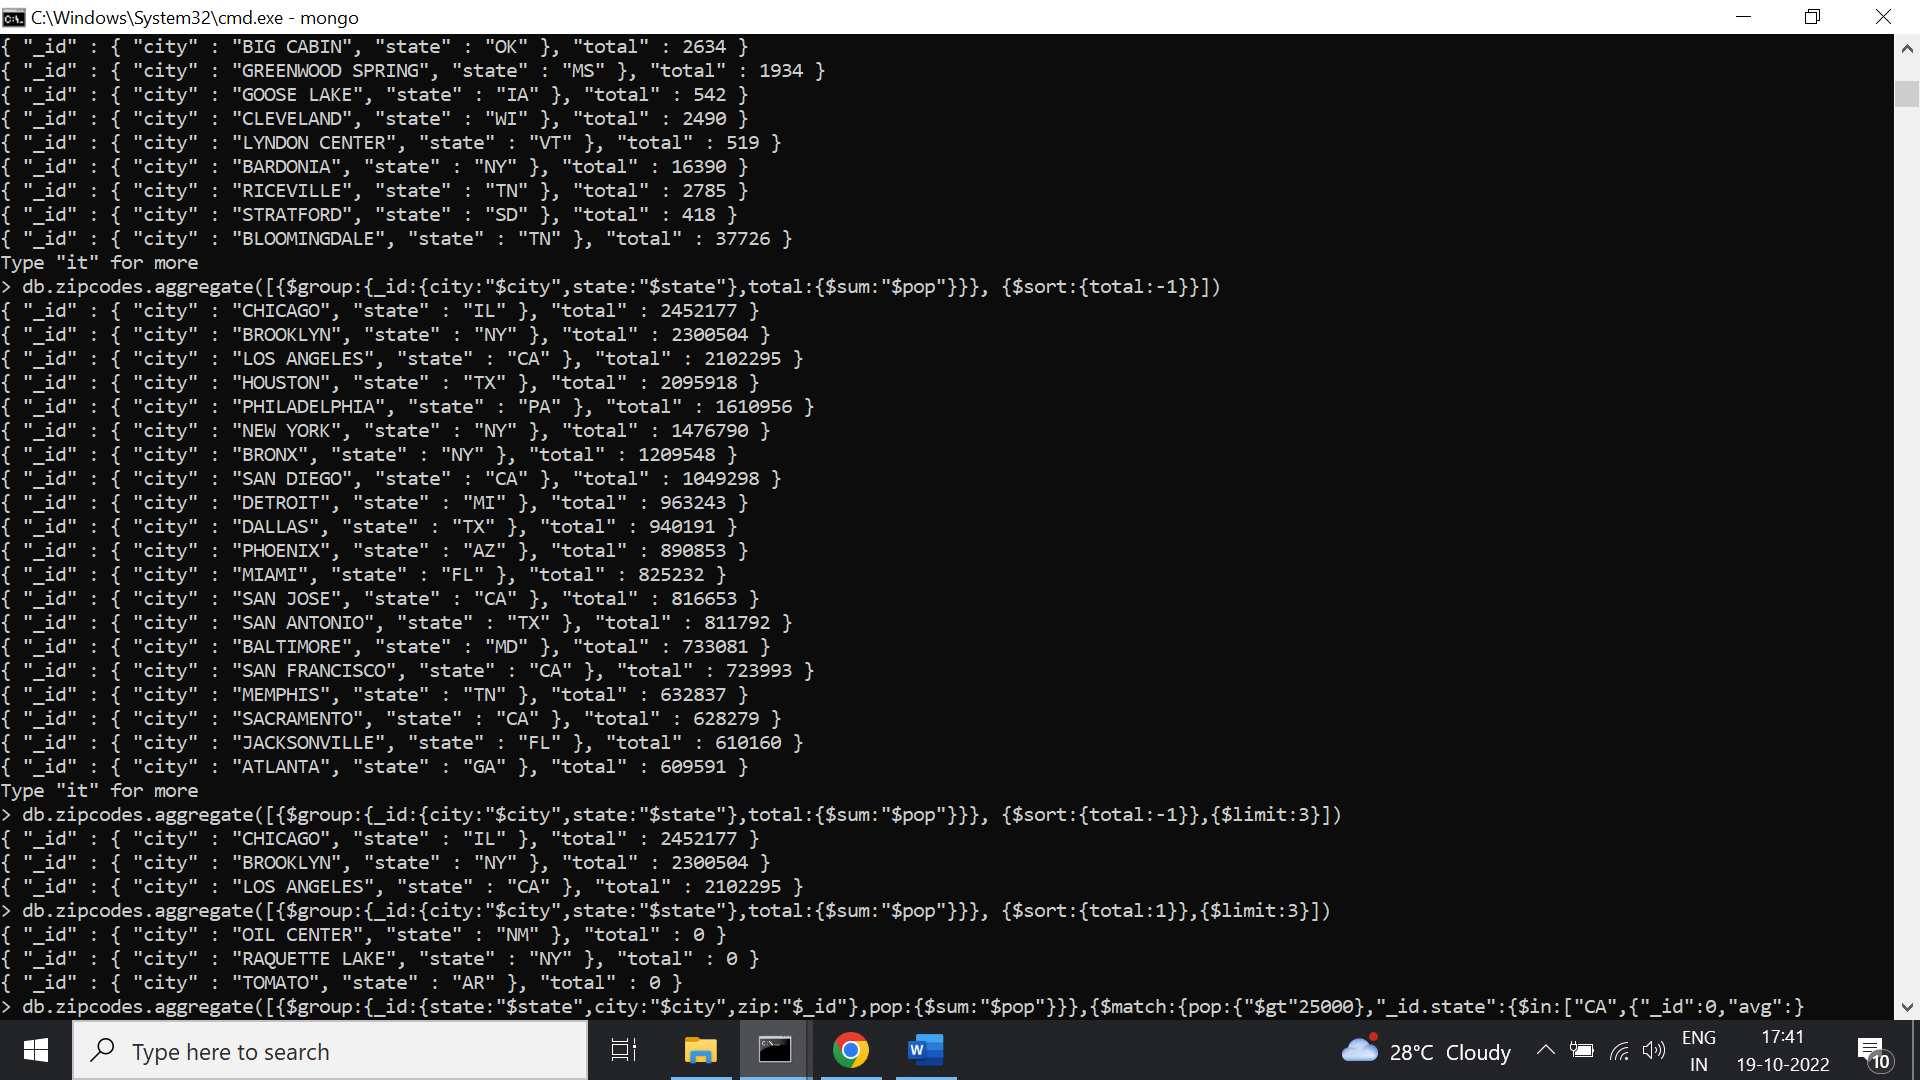 C:\Windows\System32\cmd.exe - mongo
{ "_id" : { "city" : "BIG CABIN", "state" : "OK" }, "total" : 2634 }
{ "_id" : { "city" : "GREENWOOD SPRING", "state" : "MS" }, "total" : 1934 }
{ "_id" : { "city" : "GOOSE LAKE", "state" : "IA" }, "total" : 542 }
{ "_id" : { "city" : "CLEVELAND", "state" : "WI" }, "total" : 2490 }
{ "_id" : { "city" : "LYNDON CENTER", "state" : "VT" }, "total" : 519 }
{ "_id" : { "city" : "BARDONIA", "state" : "NY" }, "total" : 16390 }
{ "_id" : { "city" : "RICEVILLE", "state" : "TN" }, "total" : 2785 }
{ "_id" : { "city" : "STRATFORD", "state" : "SD" }, "total" : 418 }
{ "_id" : { "city" : "BLOOMINGDALE", "state" : "TN" }, "total" : 37726 }
Type "it" for more
> db.zipcodes.aggregate([{$group:{_id:{city:"$city",state:"$state"},total:{$sum:"$pop"}}}, {$sort:{total:-1}}])
{ "_id" : { "city" : "CHICAGO", "state" : "IL" }, "total" : 2452177 }
{ "_id" : { "city" : "BROOKLYN", "state" : "NY" }, "total" : 2300504 }
{ "_id" : { "city" : "LOS ANGELES", "state" : "CA" }, "total" : 2102295 }
{ "_id" : { "city" : "HOUSTON", "state" : "TX" }, "total" : 2095918 }
{ "_id" : { "city" : "PHILADELPHIA", "state" : "PA" }, "total" : 1610956 }
{ "_id" : { "city" : "NEW YORK", "state" : "NY" }, "total" : 1476790 }
{ "_id" : { "city" : "BRONX", "state" : "NY" }, "total" : 1209548 }
{ "_id" : { "city" : "SAN DIEGO", "state" : "CA" }, "total" : 1049298 }
{ "_id" : { "city" : "DETROIT", "state" : "MI" }, "total" : 963243 }
{ "_id" : { "city" : "DALLAS", "state" : "TX" }, "total" : 940191 }
{ "_id" : { "city" : "PHOENIX", "state" : "AZ" }, "total" : 890853 }
{ "_id" : { "city" : "MIAMI", "state" : "FL" }, "total" : 825232 }
{ "_id" : { "city" : "SAN JOSE", "state" : "CA" }, "total" : 816653 }
{ "_id" : { "city" : "SAN ANTONIO", "state" : "TX" }, "total" : 811792 }
{ "_id" : { "city" : "BALTIMORE", "state" : "MD" }, "total" : 733081 }
{ "_id" : { "city" : "SAN FRANCISCO", "state" : "CA" }, "total" : 723993 }
{ "_id" : { "city" : "MEMPHIS", "state" : "TN" }, "total" : 632837 }
{ "_id" : { "city" : "SACRAMENTO", "state" : "CA" }, "total" : 628279 }
{ "_id" : { "city" : "JACKSONVILLE", "state" : "FL" }, "total" : 610160 }
{ "_id" : { "city" : "ATLANTA", "state" : "GA" }, "total" : 609591 }
Type "it" for more
> db.zipcodes.aggregate([{$group:{_id:{city:"$city",state:"$state"},total:{$sum:"$pop"}}}, {$sort:{total:-1}},{$limit:3}])
{ "_id" : { "city" : "CHICAGO", "state" : "IL" }, "total" : 2452177 }
{ "_id" : { "city" : "BROOKLYN", "state" : "NY" }, "total" : 2300504 }
{ "_id" : { "city" : "LOS ANGELES", "state" : "CA" }, "total" : 2102295 }
> db.zipcodes.aggregate([{$group:{_id:{city:"$city",state:"$state"},total:{$sum:"$pop"}}}, {$sort:{total:1}},{$limit:3}])
{ "_id" : { "city" : "OIL CENTER", "state" : "NM" }, "total" : 0 }
{ "_id" : { "city" : "RAQUETTE LAKE", "state" : "NY" }, "total" : 0 }
{ "_id" : { "city" : "TOMATO", "state" : "AR" }, "total" : 0 }
> db.zipcodes.aggregate([{$group:{_id:{state:"$state",city:"$city",zip:"$_id"},pop:{$sum:"$pop"}}},{$match:{pop:{"$gt"25000},"_id.state":{$in:["CA",{"_id":0,"avg":}
Type here to search
28°C Cloudy
ENG
IN
17:41
19-10-2022
10